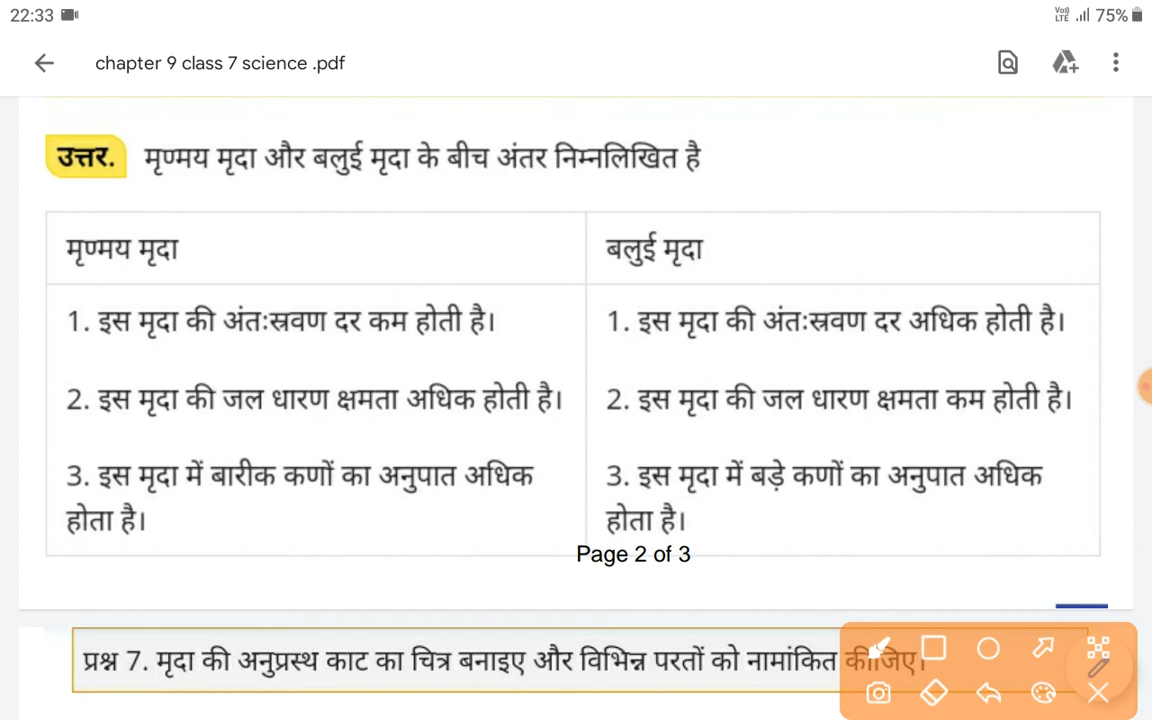 22:33 Vo) LTE 75%
chapter 9 class 7 science .pdf
उत्तर. मृण्मय मृदा और बलुई मृदा के बीच अंतर निम्नलिखित है
मृण्मय मृदा
बलुई मृदा
1. इस मृदा की अंतःस्रवण दर कम होती है।
1. इस मृदा की अंतःस्रवण दर अधिक होती है।
2. इस मृदा की जल धारण क्षमता अधिक होती है।
2. इस मृदा की जल धारण क्षमता कम होती है।
3. इस मृदा में बारीक कणों का अनुपात अधिक
होता है।
3. इस मृदा में बड़े कणों का अनुपात अधिक
होता है।
Page 2 of 3
प्रश्न 7. मृदा की अनुप्रस्थ काट का चित्र बनाइए और विभिन्न परतों को नामांकित कीजिए।